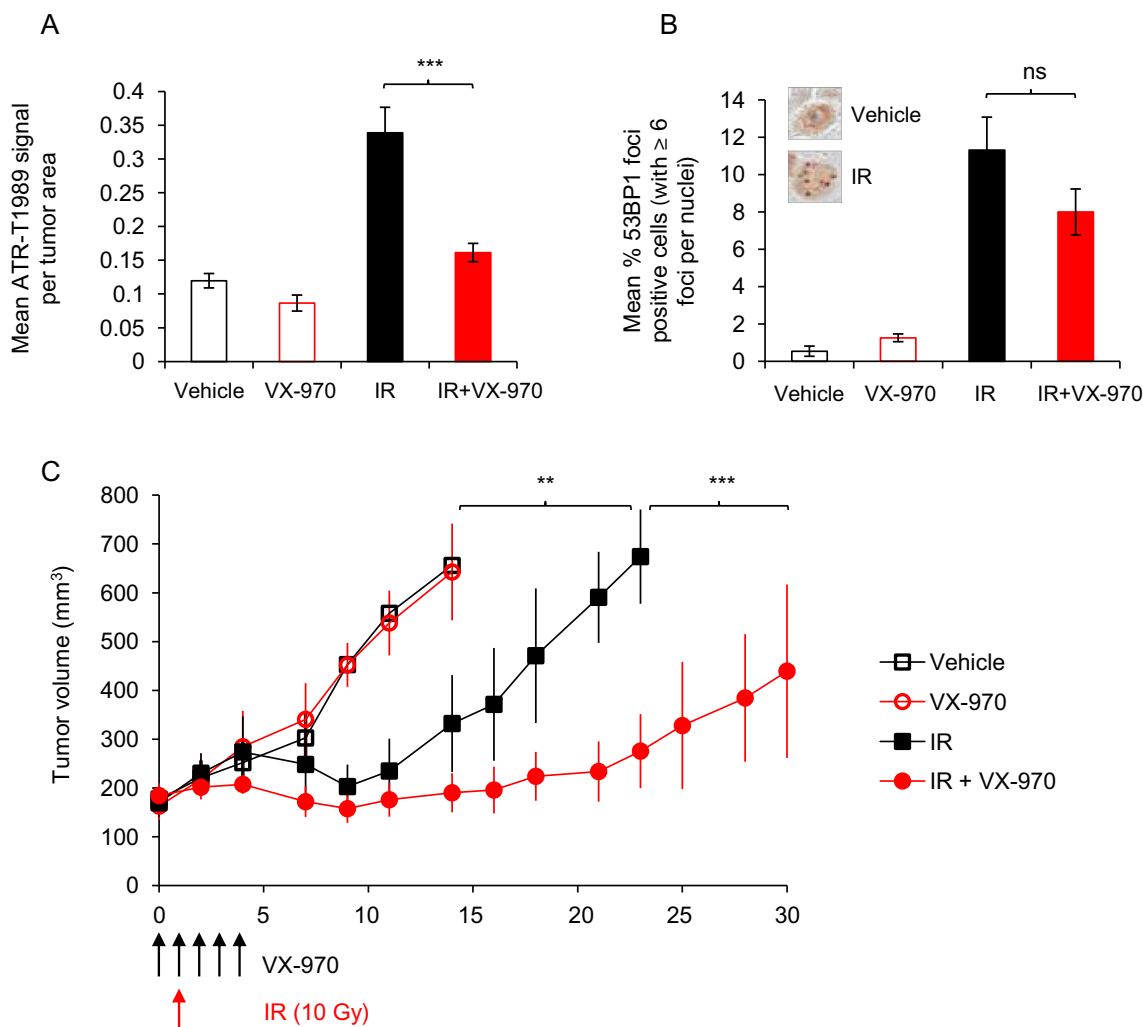 A
Mean ATR-T1989 signal
per tumor area
***
0.4
0.35
0.3
0.25
0.2
0.15
0.1
0.05
0
Vehicle VX-970 IR IR+VX-970
B
Mean % 53BP1 foci
positive cells (with ≥ 6
foci per nuclei)
ns
14
12
10
8
6
4
2
0
Vehicle
IR
Vehicle VX-970 IR IR+VX-970
C
Tumor volume (mm³)
** ***
800
700
600
500
400
300
200
100
0
0 5 10 15 20 25 30
VX-970
IR (10 Gy)
Vehicle
VX-970
IR
IR + VX-970